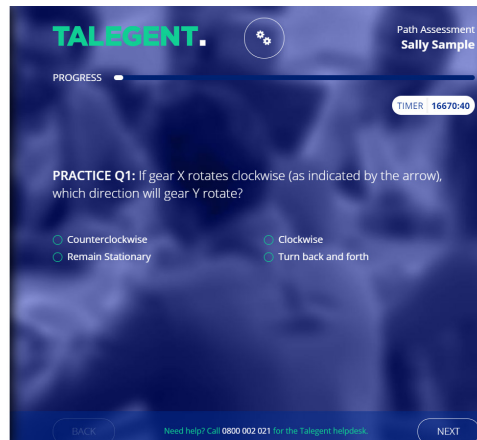 TALEGENT.
Path Assessment
Sally Sample
PROGRESS
TIMER 16670:40
PRACTICE Q1: If gear X rotates clockwise (as indicated by the arrow),
which direction will gear Y rotate?
Counterclockwise
Clockwise
Remain Stationary
Turn back and forth
BACK
Need help? Call 0800 002 021 for the Talegent helpdesk.
NEXT